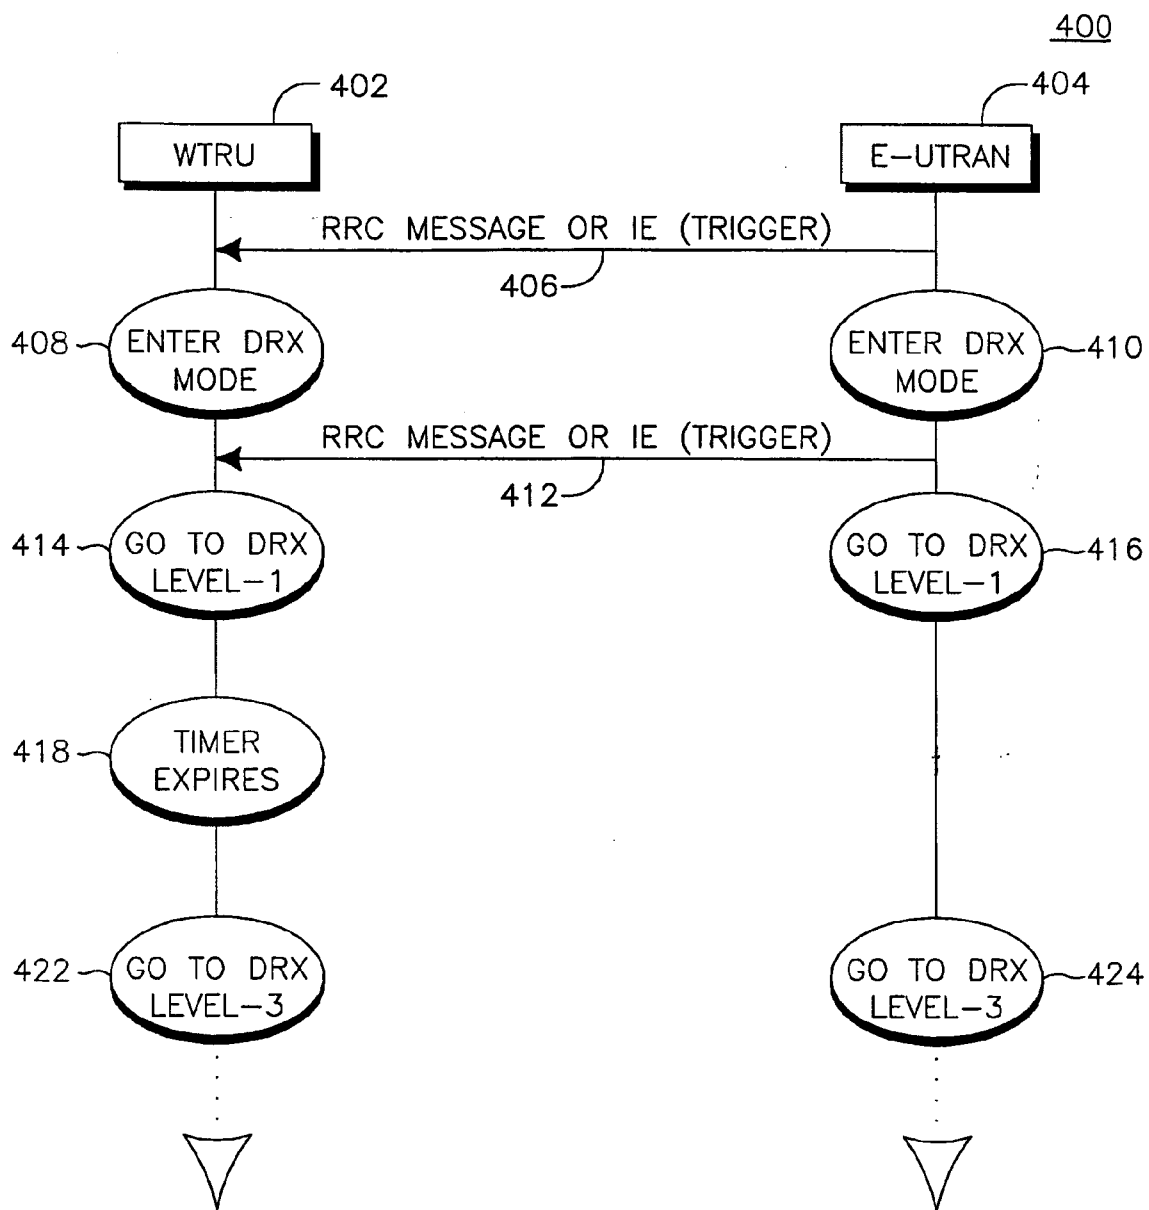 400
402
404
WTRU
E-UTRAN
RRC MESSAGE OR IE (TRIGGER)
406
408
ENTER DRX
MODE
ENTER DRX
MODE
410
RRC MESSAGE OR IE (TRIGGER)
412
414
GO TO DRX
LEVEL-1
GO TO DRX
LEVEL-1
416
418
TIMER
EXPIRES
422
GO TO DRX
LEVEL-3
GO TO DRX
LEVEL-3
424